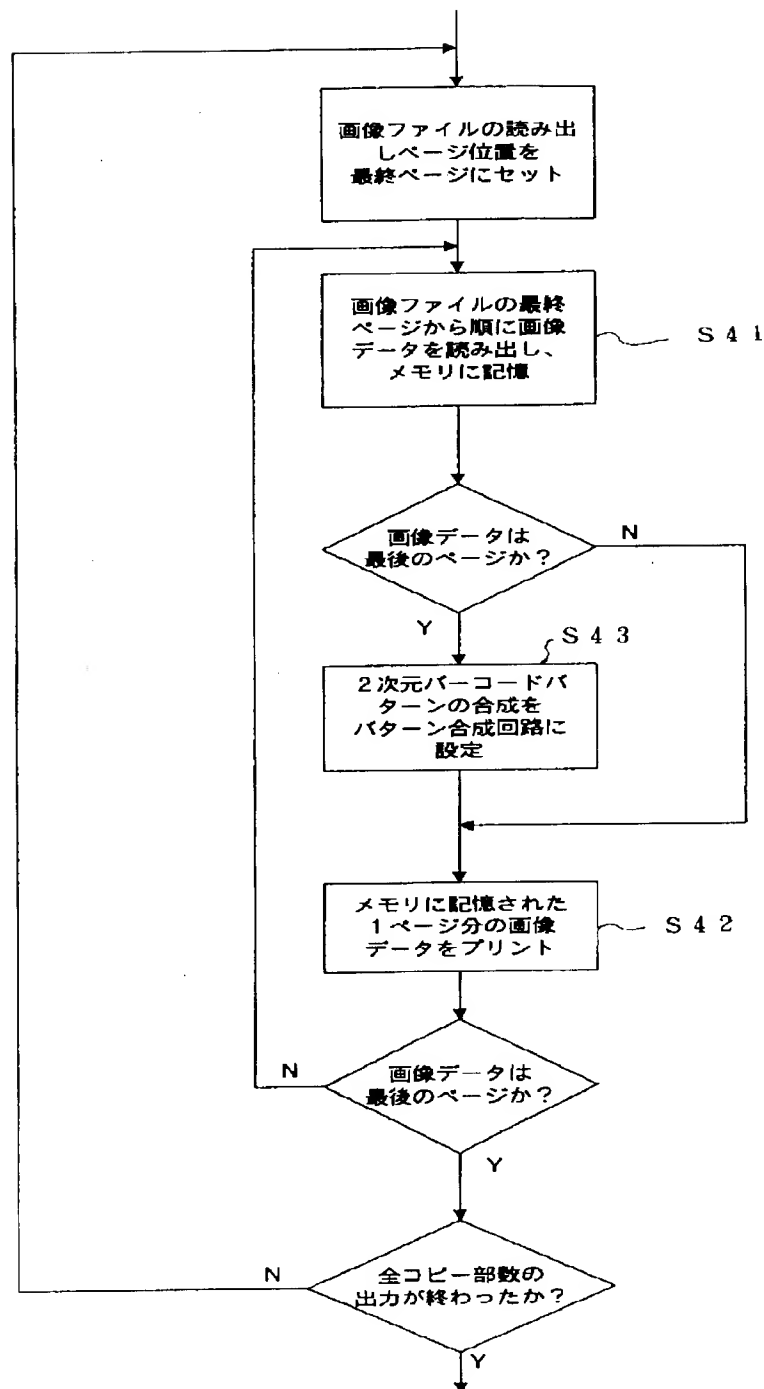 画像ファイルの読み出
しページ位置を
最終ページにセット
画像ファイルの最終
ページから順に画像
データを読み出し、
メモリに記憶
S41
画像データは
最後のページか？
N
Y
S43
2次元バーコードパ
ターンの合成を
パターン合成回路に
設定
メモリに記憶された
1ページ分の画像
データをプリント
S42
画像データは
最後のページか？
N
Y
全コピー部数の
出力が終わったか？
N
Y